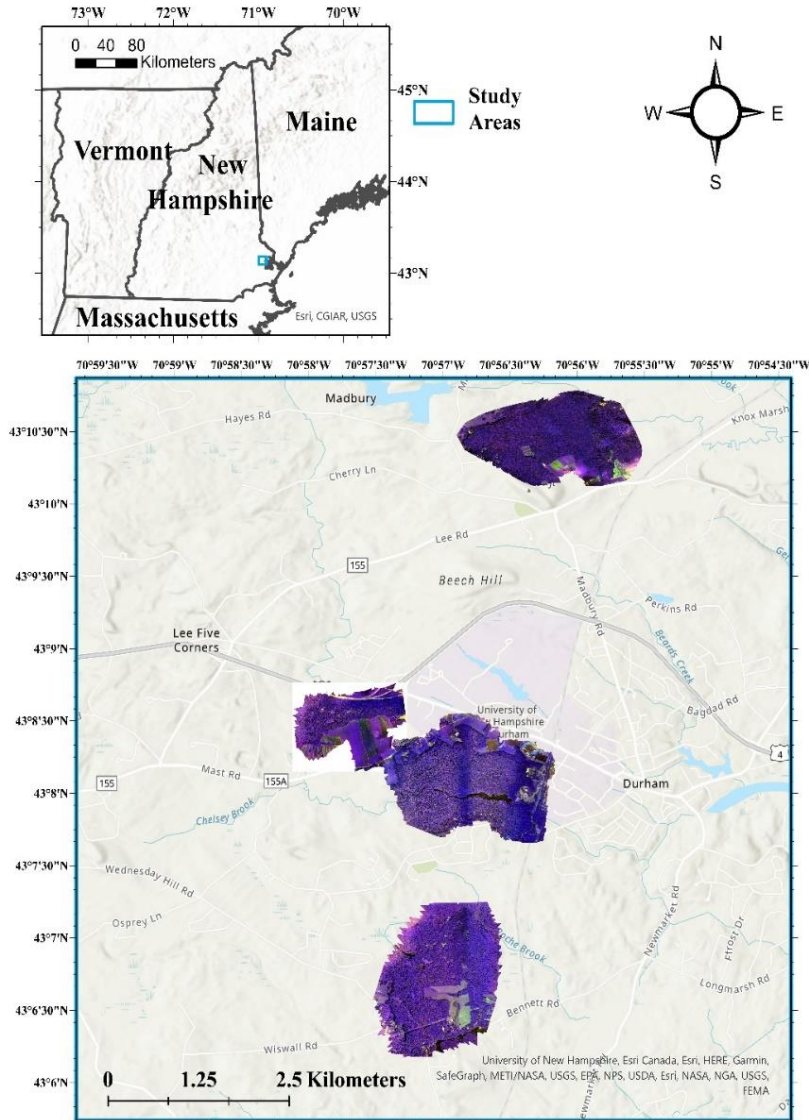 73°W 72°W 71°W 70°W
0 40 80
Kilometers
45°N
44°N
43°N
Vermont
New
Hampshire
Maine
Massachusetts
Esri, CGIAR, USGS
Study
Areas
N
W E
S
70°59'30"W 70°59'W 70°58'30"W 70°58'W 70°57'30"W 70°57'W 70°56'30"W 70°56'W 70°55'30"W 70°55'W 70°54'30"W
43°10'30"N
43°10'N
43°9'30"N
43°9'N
43°8'30"N
43°8'N
43°7'30"N
43°7'N
43°6'30"N
43°6'N
Madbury
Hayes Rd
Knox Marsh
Cherry Ln
Lee Rd
155
Beech Hill
Madbury Rd
Perkins Rd
Beards Creek
Lee Five
Corners
Bagdad Rd
4
University of
Hampshire
Mast Rd
155
155A
Durham
Chelsey Brook
Wednesday Hill Rd
Osprey Ln
Brook
Newmarket Rd
Longmarsh Rd
Bennett Rd
Wiswall Rd
0 1.25 2.5 Kilometers
University of New Hampshire, Esri Canada, Esri, HERE, Garmin,
SafeGraph, METI/NASA, USGS, EPA, NPS, USDA, Esri, NASA, NGA, USGS,
FEMA